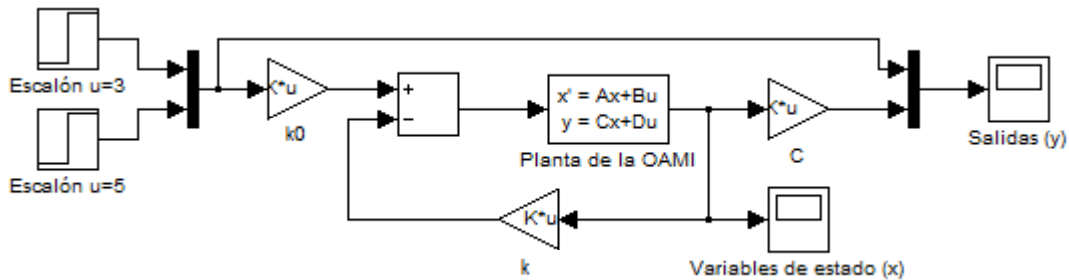 Escalón u=3
Escalón u=5
K*u
k0
+
−
x' = Ax+Bu
y = Cx+Du
Planta de la OAMI
K*u
C
Salidas (y)
K*u
k
Variables de estado (x)